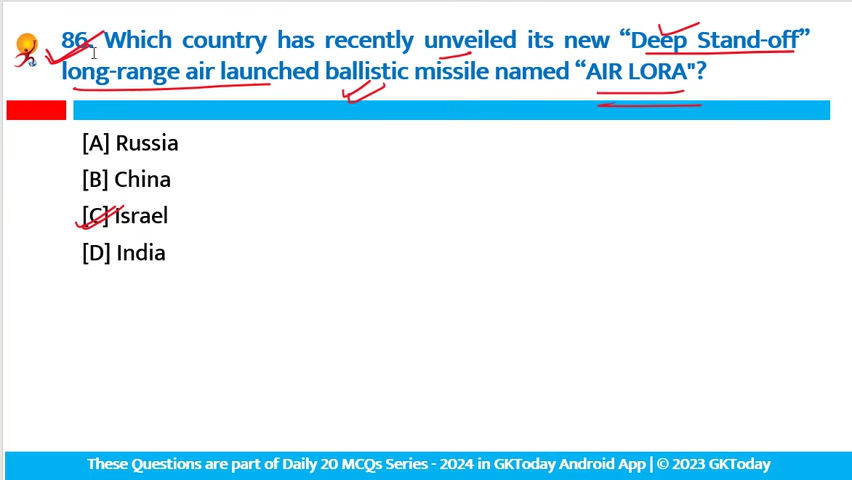 86. Which country has recently unveiled its new “Deep Stand-off”
long-range air launched ballistic missile named “AIR LORA"?
[A] Russia
[B] China
[C] Israel
[D] India
These Questions are part of Daily 20 MCQs Series - 2024 in GKToday Android App | © 2023 GKToday